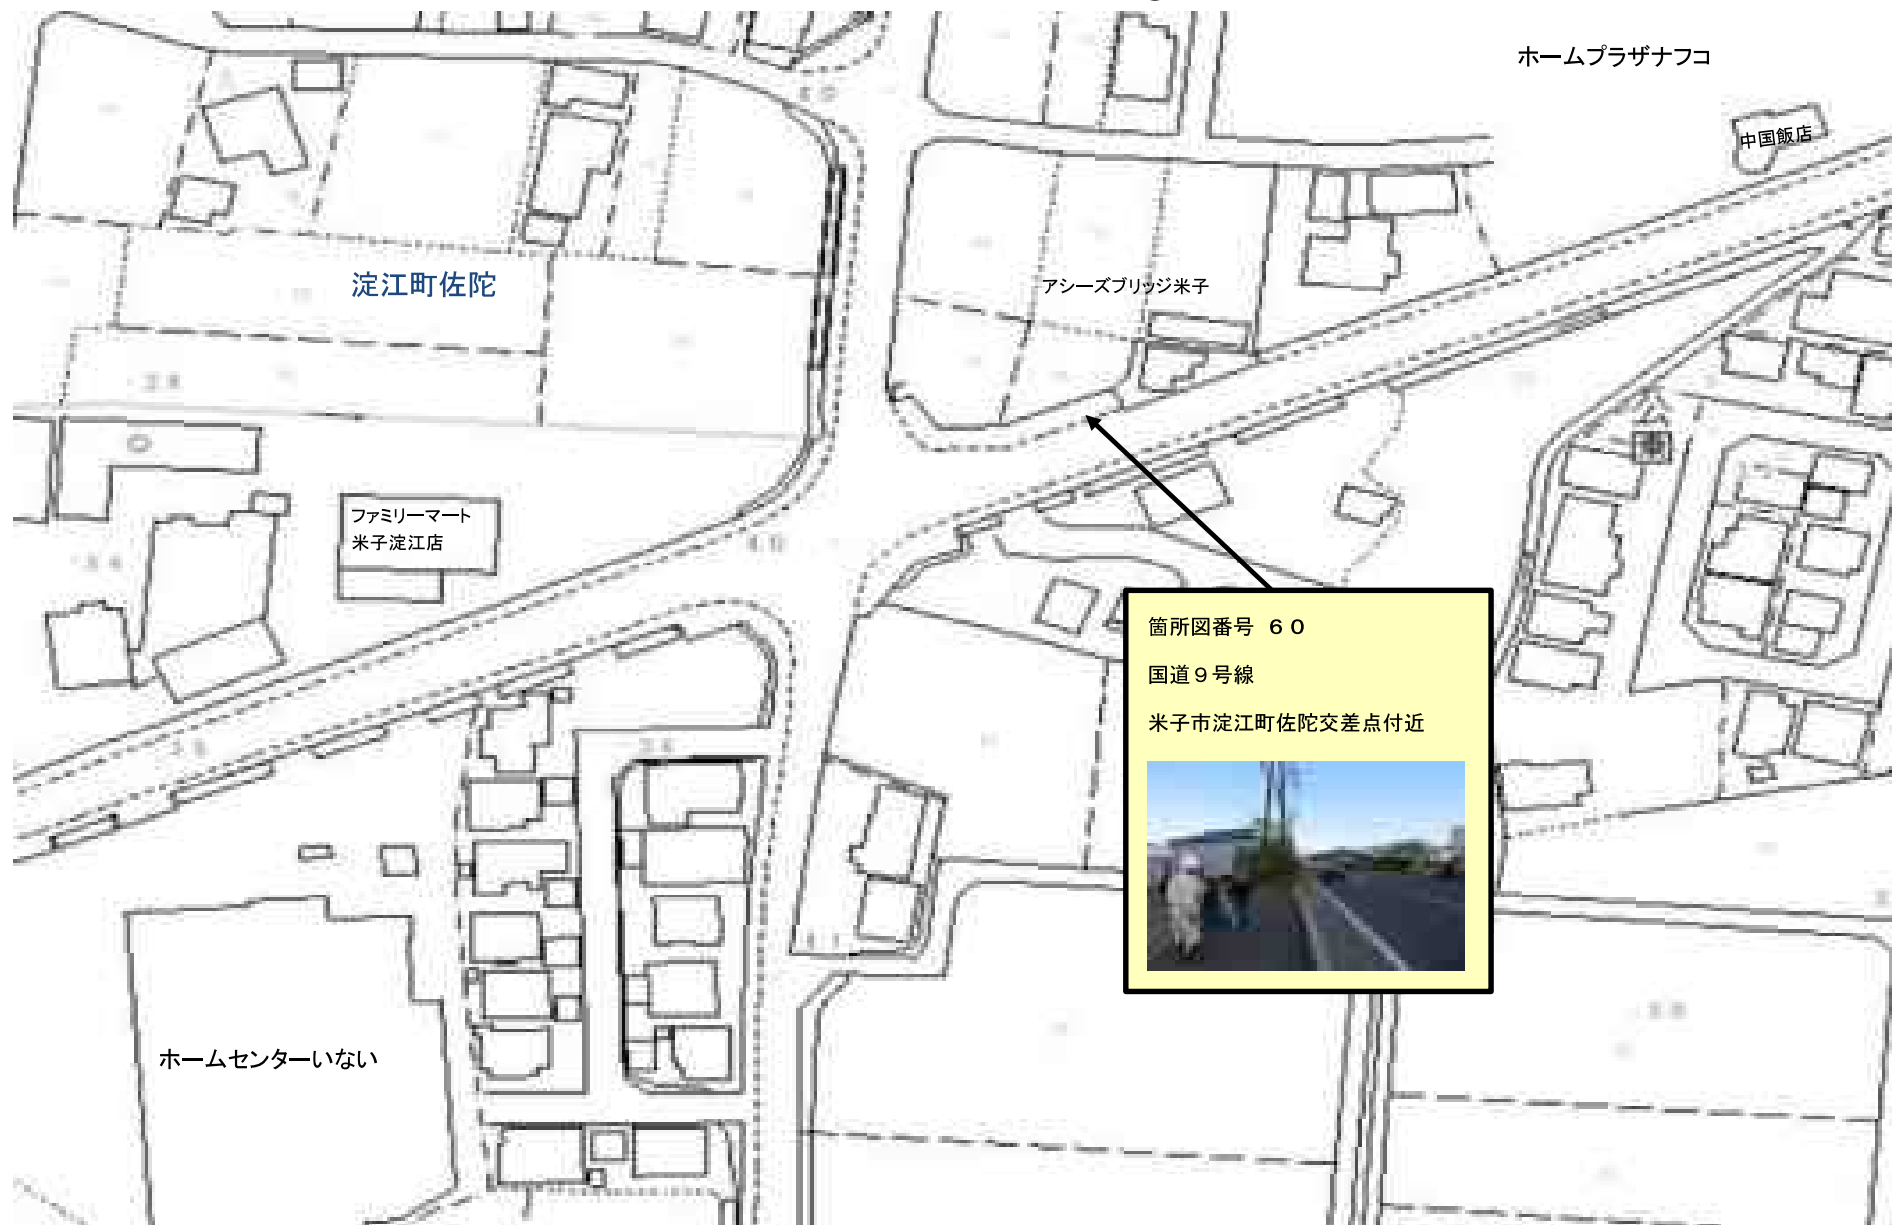 ホームプラザナフコ
中国飯店
淀江町佐陀
アシーズブリッジ米子
ファミリーマート
米子淀江店
箇所図番号 ６０
国道９号線
米子市淀江町佐陀交差点付近
ホームセンターいない